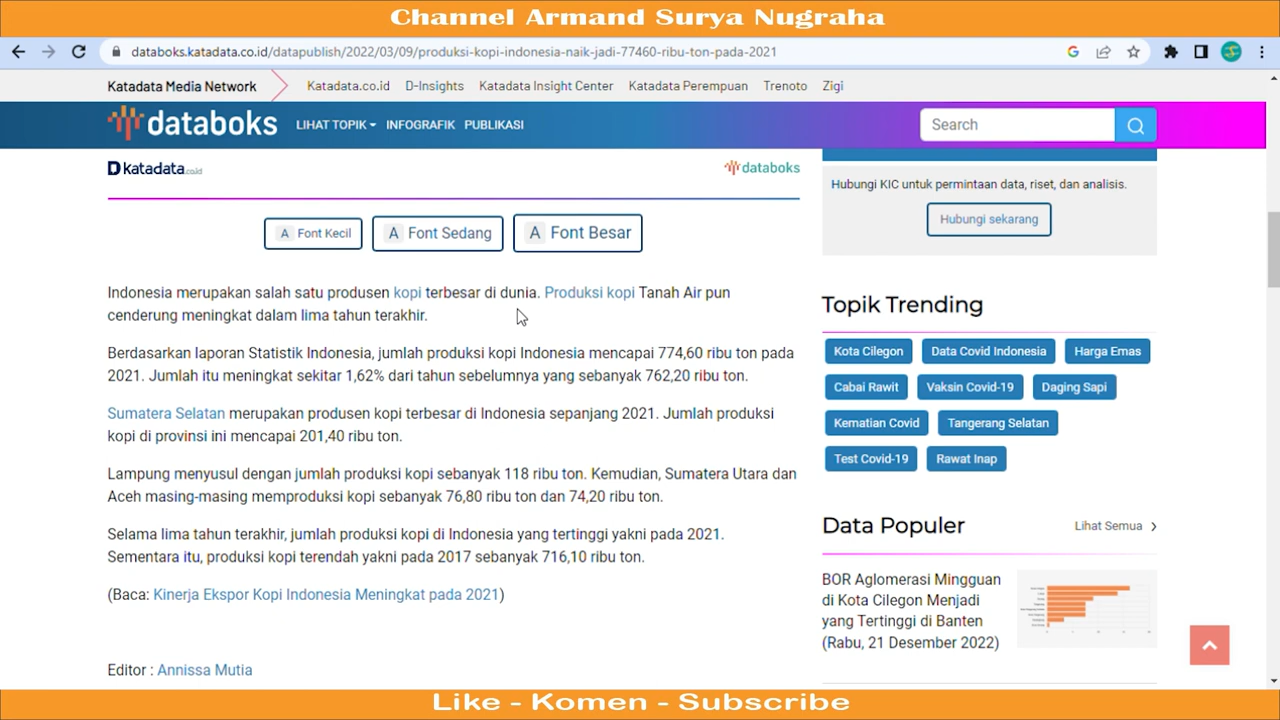 Channel Armand Surya Nugraha
databoks.katadata.co.id/datapublish/2022/03/09/produksi-kopi-indonesia-naik-jadi-77460-ribu-ton-pada-2021
Katadata Media Network
Katadata.co.id D-Insights Katadata Insight Center Katadata Perempuan Trenoto Zigi
databoks LIHAT TOPIK INFOGRAFIK PUBLIKASI Search
D katadata.co.id databoks
A Font Kecil A Font Sedang A Font Besar
Indonesia merupakan salah satu produsen kopi terbesar di dunia. Produksi kopi Tanah Air pun
cenderung meningkat dalam lima tahun terakhir.
Berdasarkan laporan Statistik Indonesia, jumlah produksi kopi Indonesia mencapai 774,60 ribu ton pada
2021. Jumlah itu meningkat sekitar 1,62% dari tahun sebelumnya yang sebanyak 762,20 ribu ton.
Sumatera Selatan merupakan produsen kopi terbesar di Indonesia sepanjang 2021. Jumlah produksi
kopi di provinsi ini mencapai 201,40 ribu ton.
Lampung menyusul dengan jumlah produksi kopi sebanyak 118 ribu ton. Kemudian, Sumatera Utara dan
Aceh masing-masing memproduksi kopi sebanyak 76,80 ribu ton dan 74,20 ribu ton.
Selama lima tahun terakhir, jumlah produksi kopi di Indonesia yang tertinggi yakni pada 2021.
Sementara itu, produksi kopi terendah yakni pada 2017 sebanyak 716,10 ribu ton.
(Baca: Kinerja Ekspor Kopi Indonesia Meningkat pada 2021)
Editor : Annissa Mutia
Hubungi KIC untuk permintaan data, riset, dan analisis.
Hubungi sekarang
Topik Trending
Kota Cilegon Data Covid Indonesia Harga Emas
Cabai Rawit Vaksin Covid-19 Daging Sapi
Kematian Covid Tangerang Selatan
Test Covid-19 Rawat Inap
Data Populer Lihat Semua
BOR Aglomerasi Mingguan
di Kota Cilegon Menjadi
yang Tertinggi di Banten
(Rabu, 21 Desember 2022)
Like - Komen - Subscribe